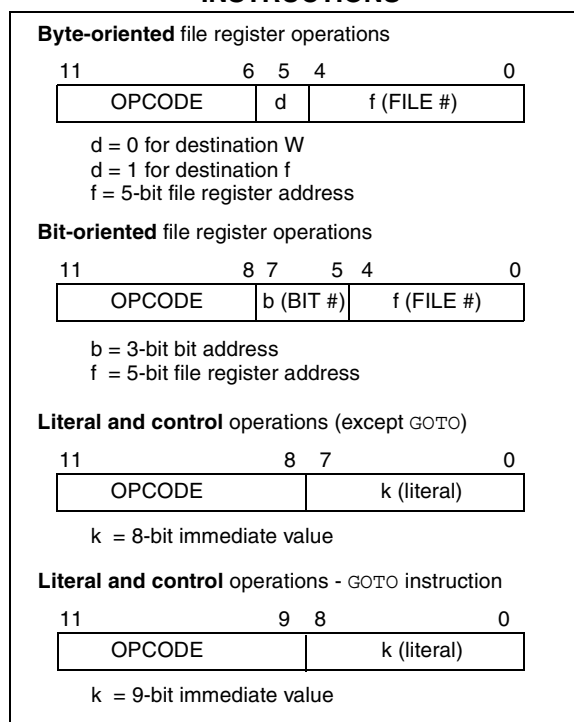 INSTRUCTIONS
Byte-oriented file register operations
11 6 5 4 0
OPCODE d f (FILE #)
d = 0 for destination W
d = 1 for destination f
f = 5-bit file register address
Bit-oriented file register operations
11 8 7 5 4 0
OPCODE b (BIT #) f (FILE #)
b = 3-bit bit address
f = 5-bit file register address
Literal and control operations (except GOTO)
11 8 7 0
OPCODE k (literal)
k = 8-bit immediate value
Literal and control operations - GOTO instruction
11 9 8 0
OPCODE k (literal)
k = 9-bit immediate value